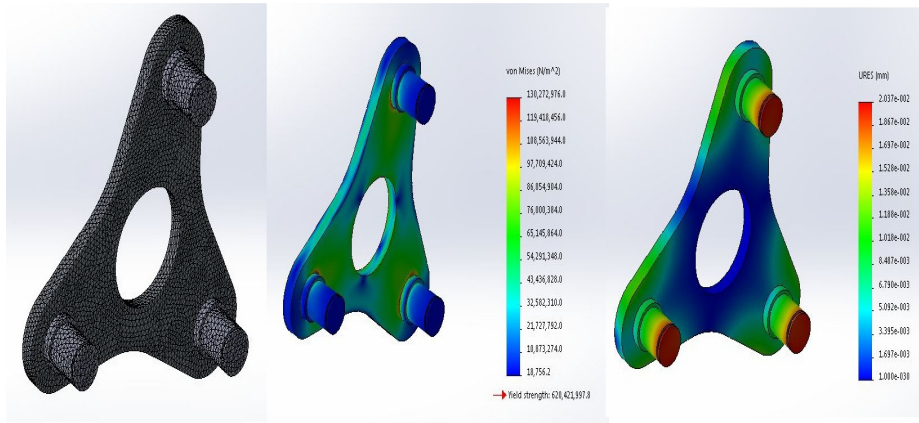 von Mises (N/m^2)
130,272,976.0
119,418,456.0
108,563,944.0
97,709,424.0
86,854,904.0
76,000,384.0
65,145,864.0
54,291,348.0
43,436,828.0
32,582,310.0
21,727,792.0
10,873,274.0
18,756.2
Yield strength: 620,421,997.8
URES (mm)
2.037e-002
1.867e-002
1.697e-002
1.528e-002
1.358e-002
1.188e-002
1.018e-002
8.487e-003
6.790e-003
5.092e-003
3.395e-003
1.697e-003
1.000e-030